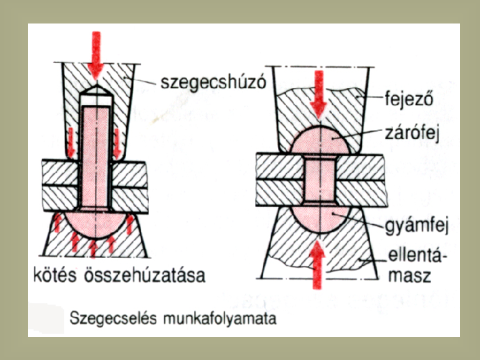 szegecshúzó
fejező
zárófej
gyámfej
ellentá-
masz
kötés összehúzatása
Szegecselés munkafolyamata